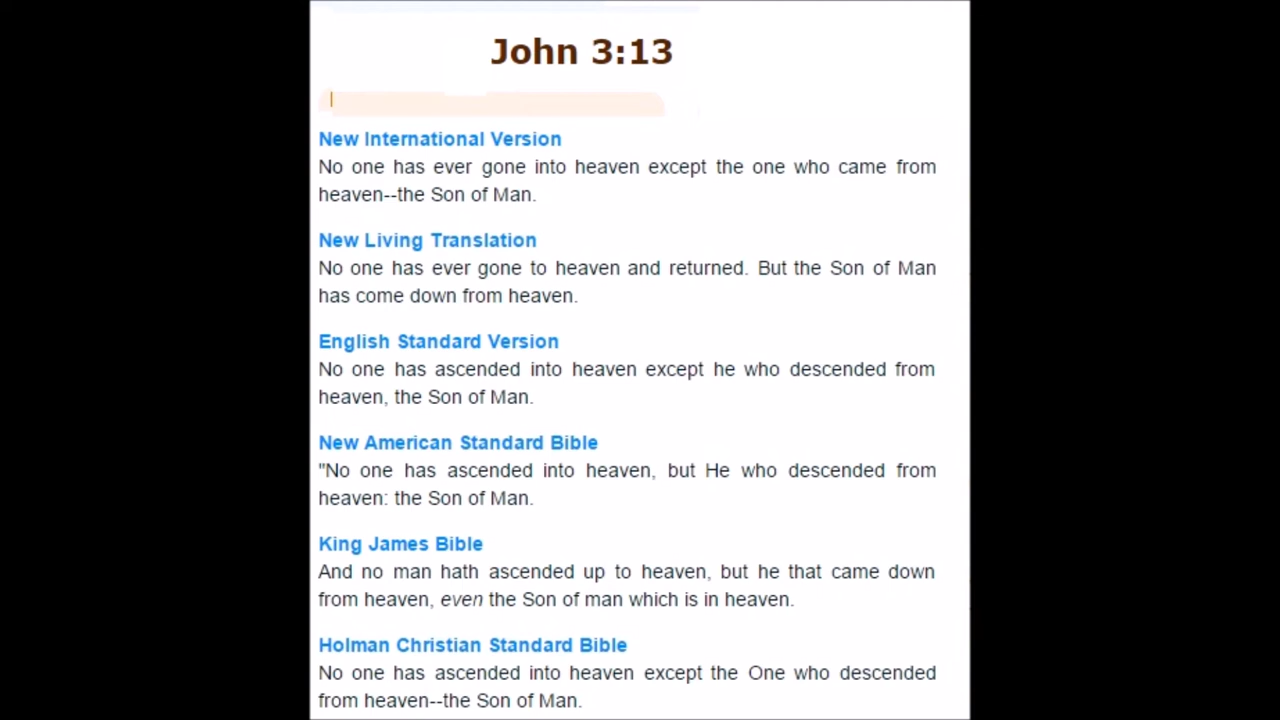 John 3:13
New International Version
No one has ever gone into heaven except the one who came from
heaven--the Son of Man.
New Living Translation
No one has ever gone to heaven and returned. But the Son of Man
has come down from heaven.
English Standard Version
No one has ascended into heaven except he who descended from
heaven, the Son of Man.
New American Standard Bible
"No one has ascended into heaven, but He who descended from
heaven: the Son of Man.
King James Bible
And no man hath ascended up to heaven, but he that came down
from heaven, even the Son of man which is in heaven.
Holman Christian Standard Bible
No one has ascended into heaven except the One who descended
from heaven--the Son of Man.